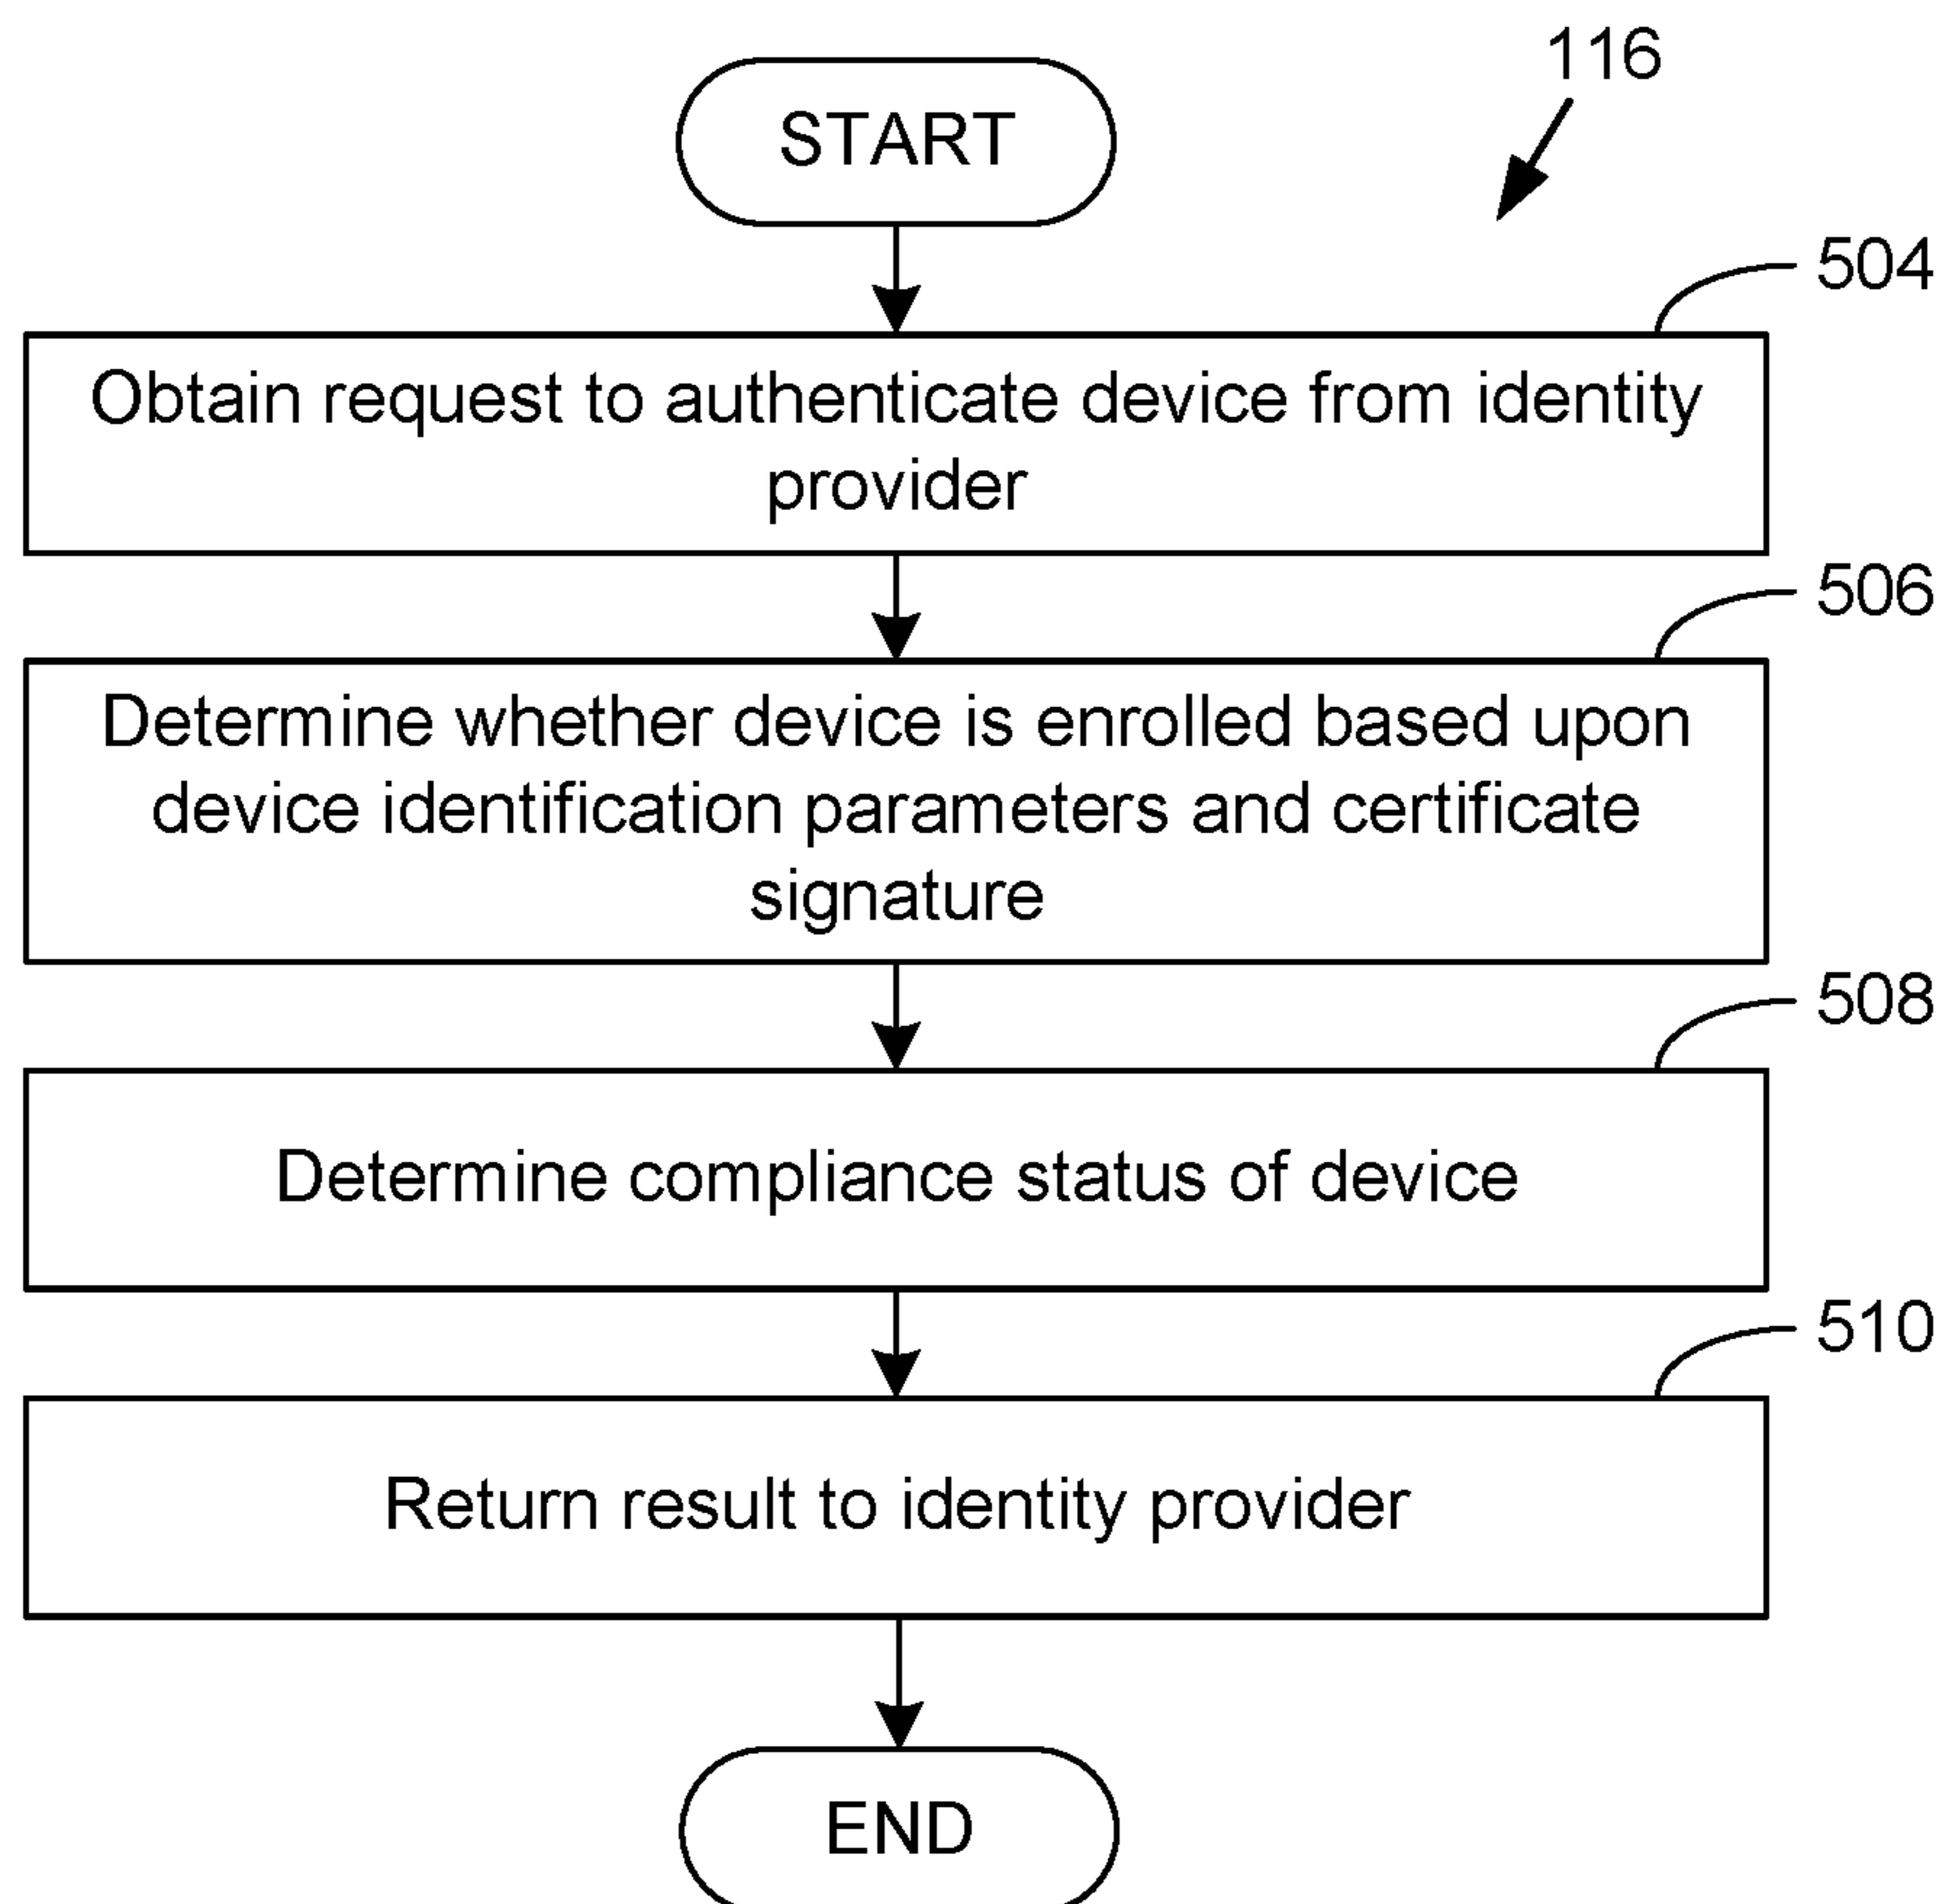 116
START
504
Obtain request to authenticate device from identity
provider
506
Determine whether device is enrolled based upon
device identification parameters and certificate
signature
508
Determine compliance status of device
510
Return result to identity provider
END